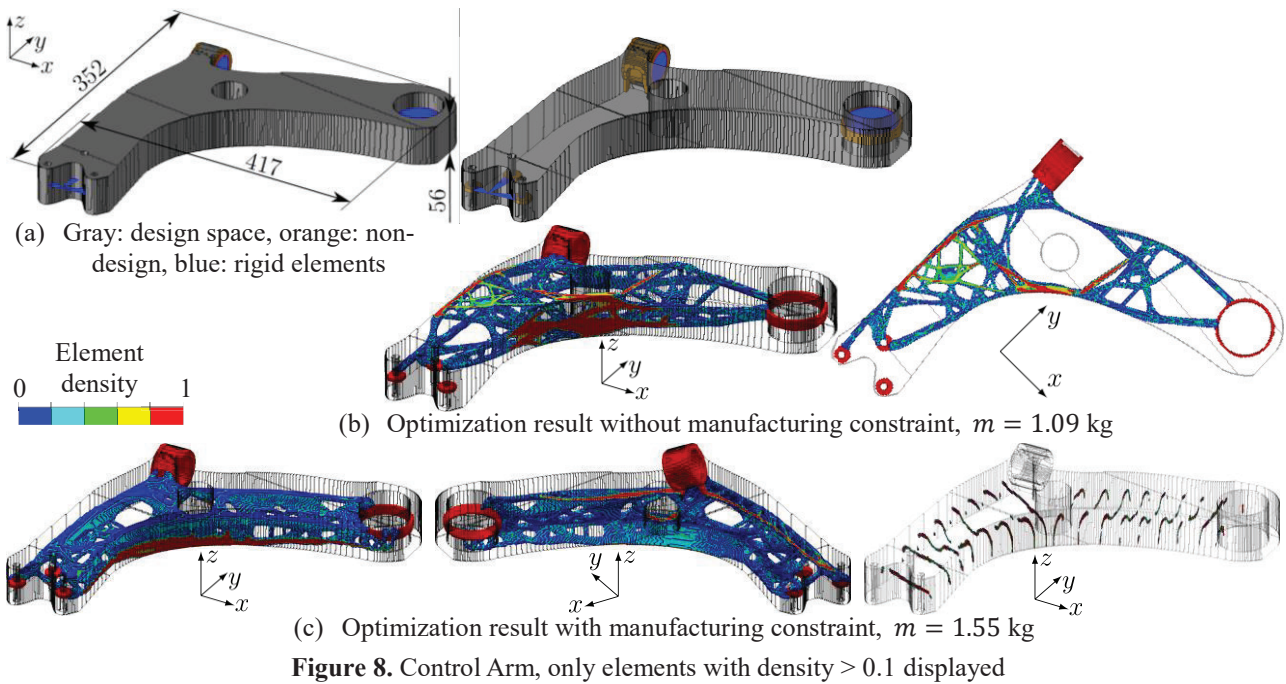 z
y
x
352
417
56
(a) Gray: design space, orange: non-
design, blue: rigid elements
Element
density
0 1
z
y
x
y
x
(b) Optimization result without manufacturing constraint, m = 1.09 kg
z
y
x
z
y
x
z
y
x
(c) Optimization result with manufacturing constraint, m = 1.55 kg
Figure 8. Control Arm, only elements with density > 0.1 displayed